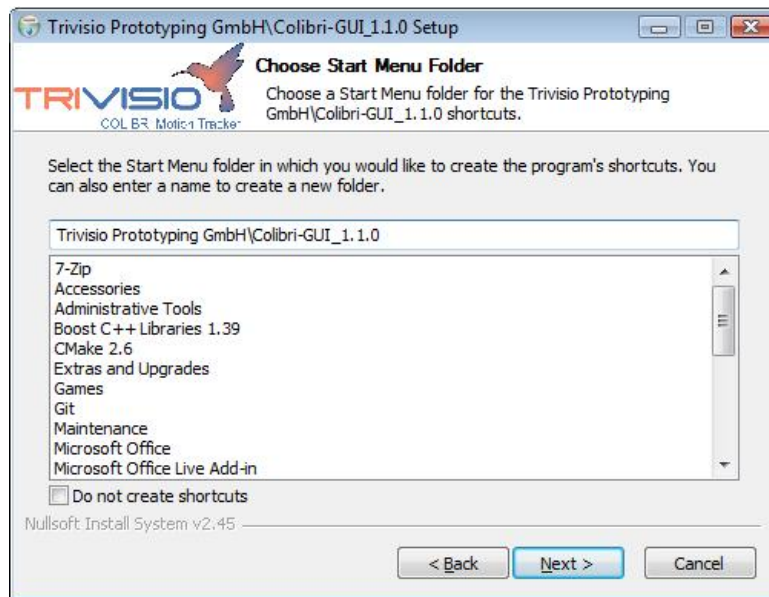 Trivisio Prototyping GmbH\Colibri-GUI_1.1.0 Setup
TRIVISIO
COLIBRI Motion Tracker
Choose Start Menu Folder
Choose a Start Menu folder for the Trivisio Prototyping
GmbH\Colibri-GUI_1.1.0 shortcuts.
Select the Start Menu folder in which you would like to create the program's shortcuts. You
can also enter a name to create a new folder.
Trivisio Prototyping GmbH\Colibri-GUI_1.1.0
7-Zip
Accessories
Administrative Tools
Boost C++ Libraries 1.39
CMake 2.6
Extras and Upgrades
Games
Git
Maintenance
Microsoft Office
Microsoft Office Live Add-in
Do not create shortcuts
Nullsoft Install System v2.45
< Back
Next >
Cancel